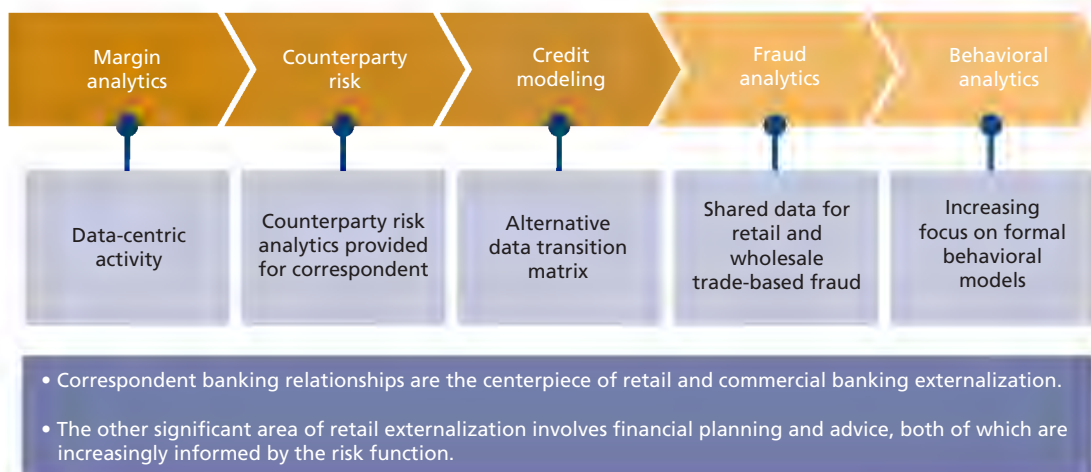 Margin
analytics
Counterparty
risk
Credit
modeling
Fraud
analytics
Behavioral
analytics
Data-centric
activity
Counterparty risk
analytics provided
for correspondent
Alternative
data transition
matrix
Shared data for
retail and
wholesale
trade-based fraud
Increasing
focus on formal
behavioral
models
• Correspondent banking relationships are the centerpiece of retail and commercial banking externalization.
• The other significant area of retail externalization involves financial planning and advice, both of which are
increasingly informed by the risk function.